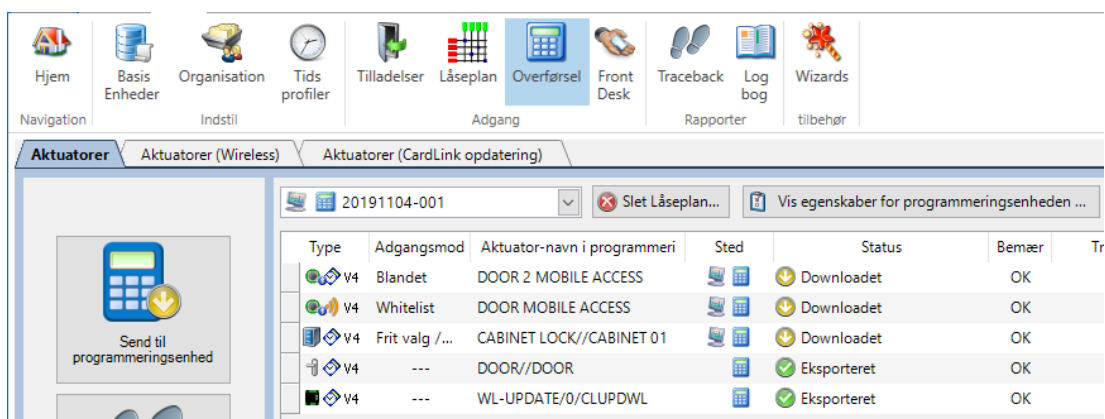 Hjem
Basis Enheder
Organisation
Tids profiler
Tilladelser
Låseplan
Overførsel
Front Desk
Traceback
Log bog
Wizards
Navigation
Indstil
Adgang
Rapporter
tilbehør
Aktuatorer
Aktuatorer (Wireless)
Aktuatorer (CardLink opdatering)
20191104-001
Slet Låseplan...
Vis egenskaber for programmeringsenheden ...
Send til
programmeringsenhed
Type Adgangsmod Aktuator-navn i programmeri Sted Status Bemær Tr
V4 Blandet DOOR 2 MOBILE ACCESS Downloadet OK
V4 Whitelist DOOR MOBILE ACCESS Downloadet OK
V4 Frit valg /... CABINET LOCK//CABINET 01 Downloadet OK
V4 --- DOOR//DOOR Eksporteret OK
V4 --- WL-UPDATE/0/CLUPDWL Eksporteret OK